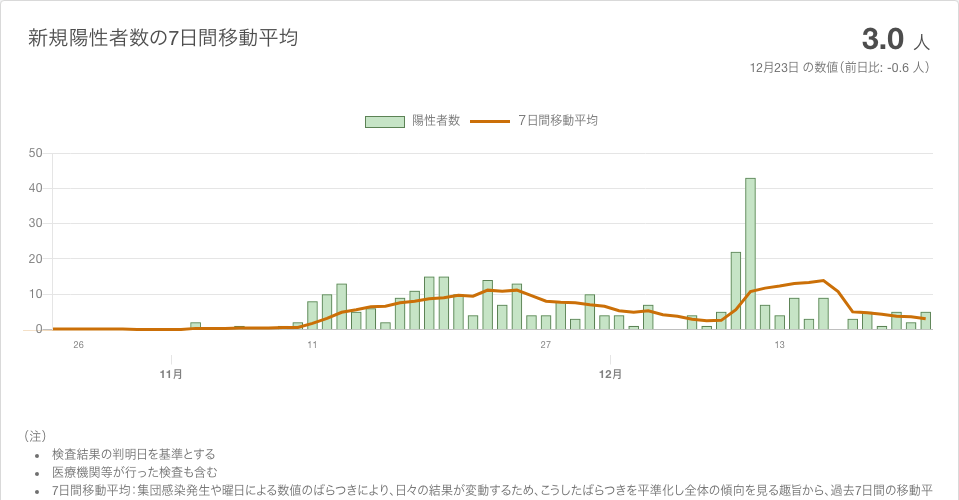 新規陽性者数の7日間移動平均
3.0 人
12月23日 の数値（前日比: -0.6 人）
陽性者数 7日間移動平均
50
40
30
20
10
0
26 11 27 13
11月 12月
（注）
• 検査結果の判明日を基準とする
• 医療機関等が行った検査も含む
• 7日間移動平均：集団感染発生や曜日による数値のばらつきにより、日々の結果が変動するため、こうしたばらつきを平準化し全体の傾向を見る趣旨から、過去7日間の移動平